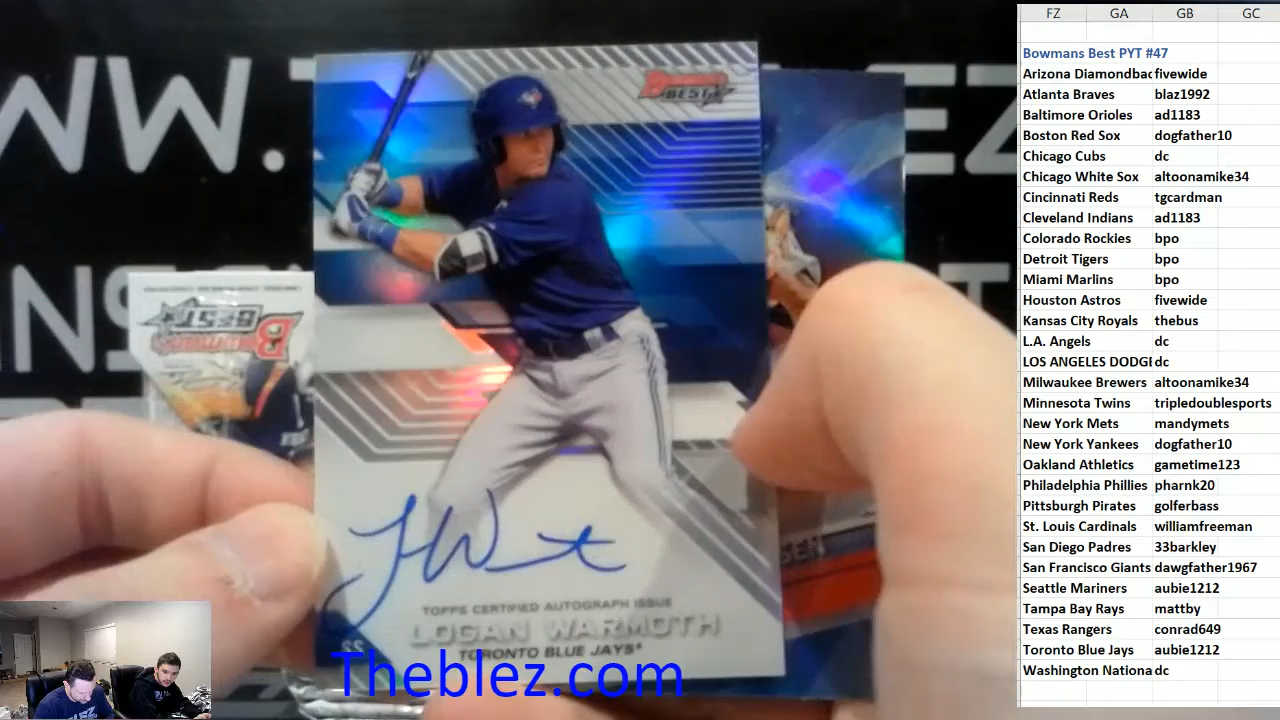 FZ GA GB GC
Bowmans Best PYT #47
Arizona Diamondbac fivewide
Atlanta Braves blaz1992
Baltimore Orioles ad1183
Boston Red Sox dogfather10
Chicago Cubs dc
Chicago White Sox altoonamike34
Cincinnati Reds tgcardman
Cleveland Indians ad1183
Colorado Rockies bpo
Detroit Tigers bpo
Miami Marlins bpo
Houston Astros fivewide
Kansas City Royals thebus
L.A. Angels dc
LOS ANGELES DODGE dc
Milwaukee Brewers altoonamike34
Minnesota Twins tripledoublesports
New York Mets mandymets
New York Yankees dogfather10
Oakland Athletics gametime123
Philadelphia Phillies pharnk20
Pittsburgh Pirates golferbass
St. Louis Cardinals williamfreeman
San Diego Padres 33barkley
San Francisco Giants dawgfather1967
Seattle Mariners aubie1212
Tampa Bay Rays mattby
Texas Rangers conrad649
Toronto Blue Jays aubie1212
Washington Nationa dc
BOWMAN'S
BEST
BOWMAN'S
BEST
TOPPS CERTIFIED AUTOGRAPH ISSUE
LOGAN WARMOTH
SS
TORONTO BLUE JAYS
Theblez.com